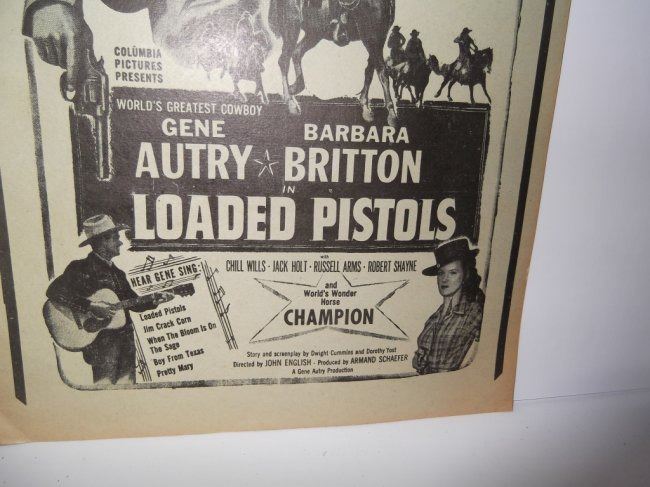 COLUMBIA
PICTURES
PRESENTS
WORLD'S GREATEST COWBOY
GENE BARBARA
AUTRY ★ BRITTON
IN
LOADED PISTOLS
with
CHILL WILLS · JACK HOLT · RUSSELL ARMS · ROBERT SHAYNE
and
World's Wonder
Horse
CHAMPION
HEAR GENE SING:
Loaded Pistols
Jim Crack Corn
When The Bloom Is On
The Sage
Boy From Texas
Pretty Mary
Story and screenplay by Dwight Cummins and Dorothy Yost
Directed by JOHN ENGLISH · Produced by ARMAND SCHAEFER
A Gene Autry Production